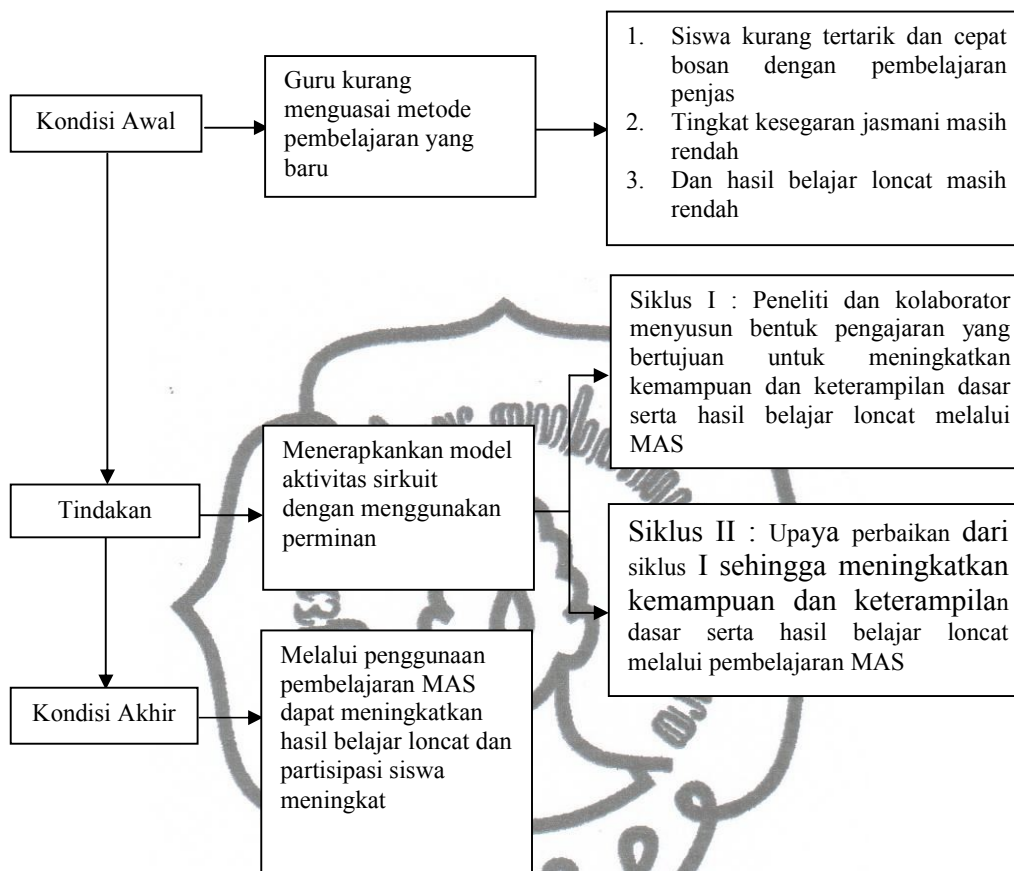 Kondisi Awal
Guru kurang
menguasai metode
pembelajaran yang
baru
1. Siswa kurang tertarik dan cepat
bosan dengan pembelajaran
penjas
2. Tingkat kesegaran jasmani masih
rendah
3. Dan hasil belajar loncat masih
rendah
Tindakan
Menerapkankan model
aktivitas sirkuit
dengan menggunakan
perminan
Siklus I : Peneliti dan kolaborator
menyusun bentuk pengajaran yang
bertujuan untuk meningkatkan
kemampuan dan keterampilan dasar
serta hasil belajar loncat melalui
MAS
Siklus II : Upaya perbaikan dari
siklus I sehingga meningkatkan
kemampuan dan keterampilan
dasar serta hasil belajar loncat
melalui pembelajaran MAS
Kondisi Akhir
Melalui penggunaan
pembelajaran MAS
dapat meningkatkan
hasil belajar loncat dan
partisipasi siswa
meningkat